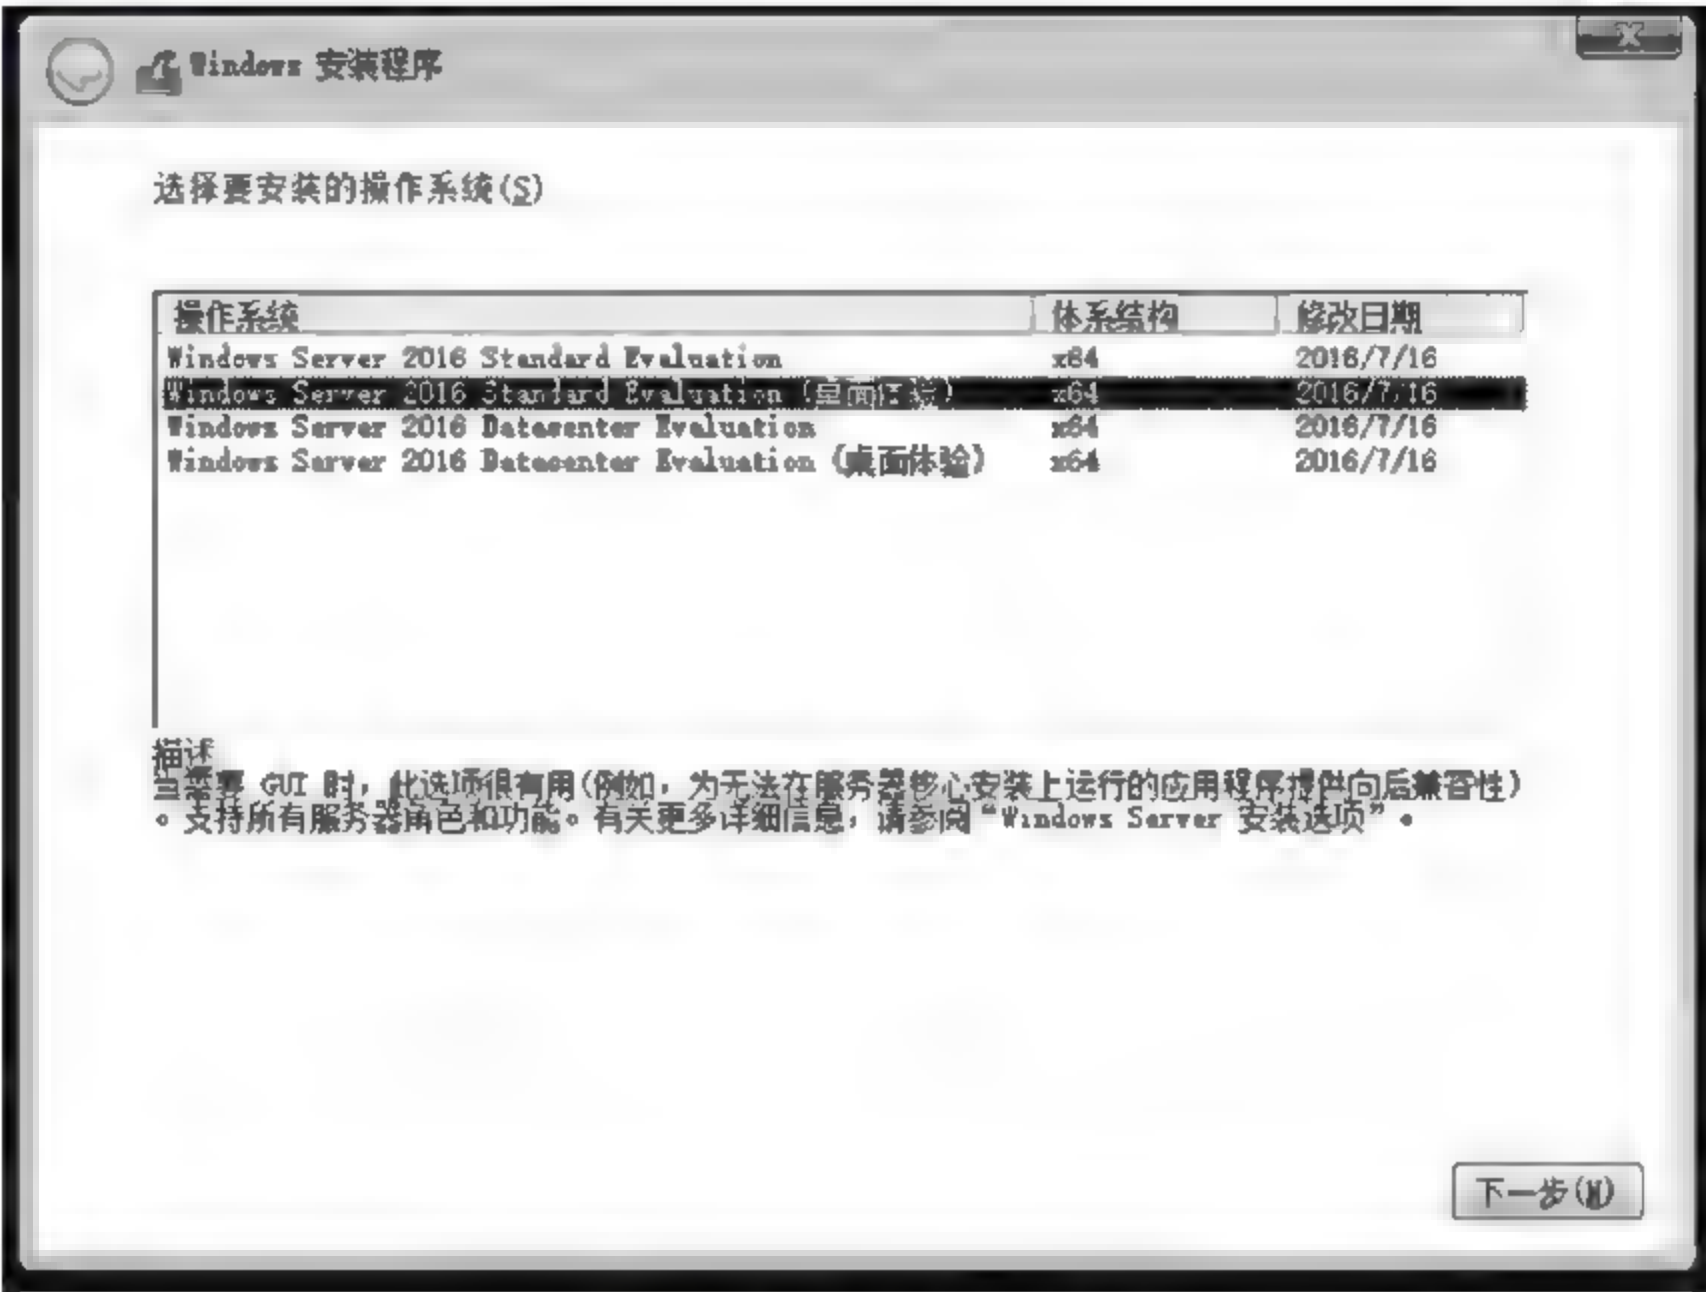 Windows 安装程序
选择要安装的操作系统(S)
操作系统 体系结构 修改日期
Windows Server 2016 Standard Evaluation x64 2016/7/16
Windows Server 2016 Standard Evaluation (桌面体验) x64 2016/7/16
Windows Server 2016 Datacenter Evaluation x64 2016/7/16
Windows Server 2016 Datacenter Evaluation (桌面体验) x64 2016/7/16
描述
当需要 GUI 时，此选项很有用(例如，为无法在服务器核心安装上运行的应用程序提供向后兼容性)
。支持所有服务器角色和功能。有关更多详细信息，请参阅“Windows Server 安装选项”。
下一步(N)